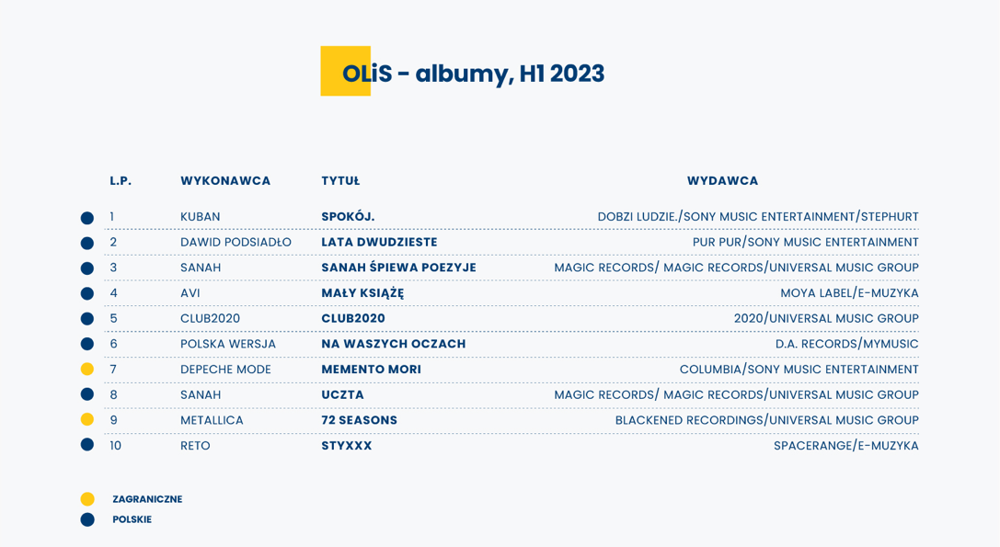 OLiS - albumy, H1 2023
L.P. WYKONAWCA TYTUŁ WYDAWCA
1 KUBAN SPOKÓJ. DOBZI LUDZIE./SONY MUSIC ENTERTAINMENT/STEPHURT
2 DAWID PODSIADŁO LATA DWUDZIESTE PUR PUR/SONY MUSIC ENTERTAINMENT
3 SANAH SANAH ŚPIEWA POEZYJE MAGIC RECORDS/ MAGIC RECORDS/UNIVERSAL MUSIC GROUP
4 AVI MAŁY KSIĄŻĘ MOYA LABEL/E-MUZYKA
5 CLUB2020 CLUB2020 2020/UNIVERSAL MUSIC GROUP
6 POLSKA WERSJA NA WASZYCH OCZACH D.A. RECORDS/MYMUSIC
7 DEPECHE MODE MEMENTO MORI COLUMBIA/SONY MUSIC ENTERTAINMENT
8 SANAH UCZTA MAGIC RECORDS/ MAGIC RECORDS/UNIVERSAL MUSIC GROUP
9 METALLICA 72 SEASONS BLACKENED RECORDINGS/UNIVERSAL MUSIC GROUP
10 RETO STYXXX SPACERANGE/E-MUZYKA
ZAGRANICZNE
POLSKIE